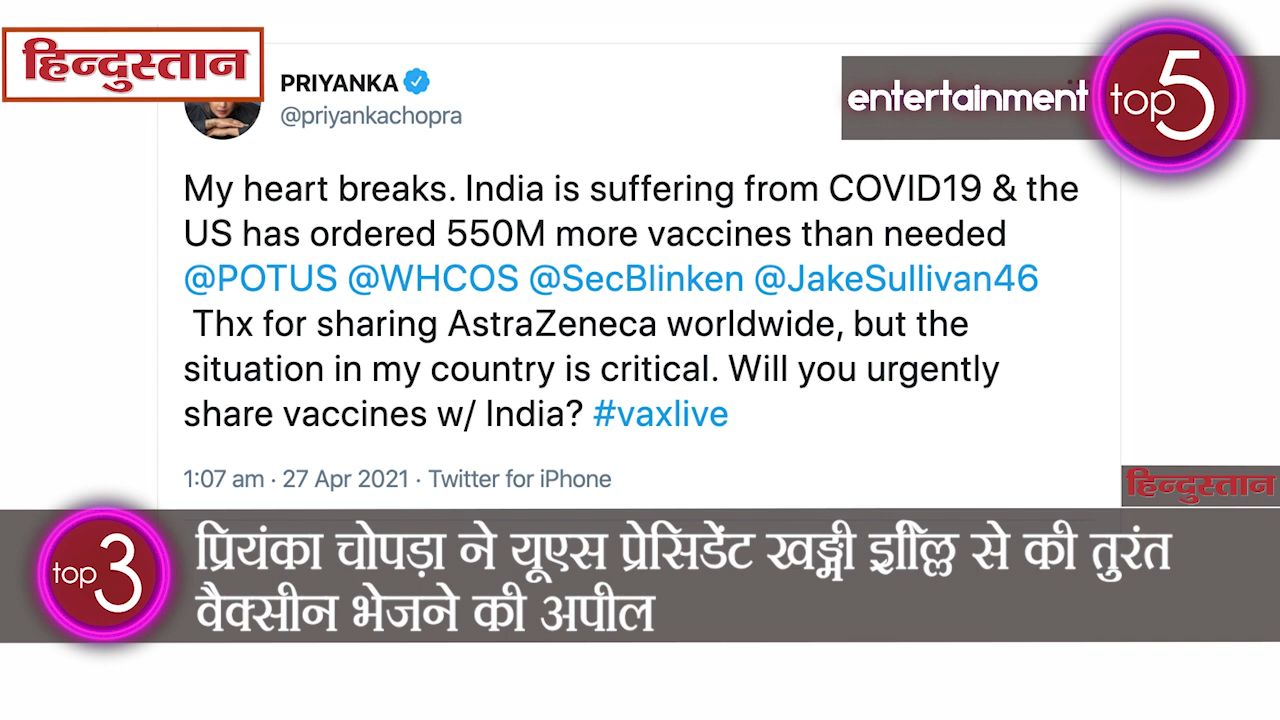 हिन्दुस्तान
entertainment top 5
PRIYANKA
@priyankachopra
My heart breaks. India is suffering from COVID19 & the
US has ordered 550M more vaccines than needed
@POTUS @WHCOS @SecBlinken @JakeSullivan46
Thx for sharing AstraZeneca worldwide, but the
situation in my country is critical. Will you urgently
share vaccines w/ India? #vaxlive
1:07 am · 27 Apr 2021 · Twitter for iPhone
हिन्दुस्तान
top 3
प्रियंका चोपड़ा ने यूएस प्रेसिडेंट से की तुरंत
वैक्सीन भेजने की अपील